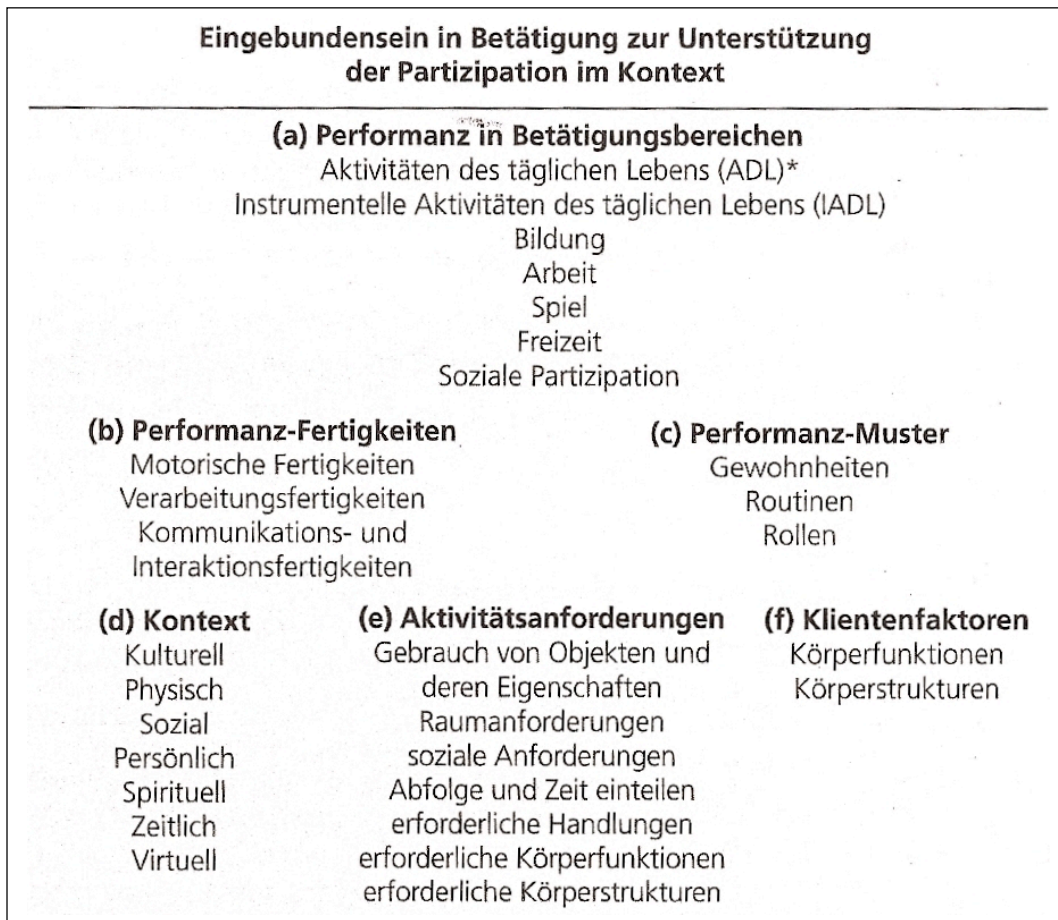 Eingebundensein in Betätigung zur Unterstützung
der Partizipation im Kontext
(a) Performanz in Betätigungsbereichen
Aktivitäten des täglichen Lebens (ADL)*
Instrumentelle Aktivitäten des täglichen Lebens (IADL)
Bildung
Arbeit
Spiel
Freizeit
Soziale Partizipation
(b) Performanz-Fertigkeiten
Motorische Fertigkeiten
Verarbeitungsfertigkeiten
Kommunikations- und
Interaktionsfertigkeiten
(c) Performanz-Muster
Gewohnheiten
Routinen
Rollen
(d) Kontext
Kulturell
Physisch
Sozial
Persönlich
Spirituell
Zeitlich
Virtuell
(e) Aktivitätsanforderungen
Gebrauch von Objekten und
deren Eigenschaften
Raumanforderungen
soziale Anforderungen
Abfolge und Zeit einteilen
erforderliche Handlungen
erforderliche Körperfunktionen
erforderliche Körperstrukturen
(f) Klientenfaktoren
Körperfunktionen
Körperstrukturen